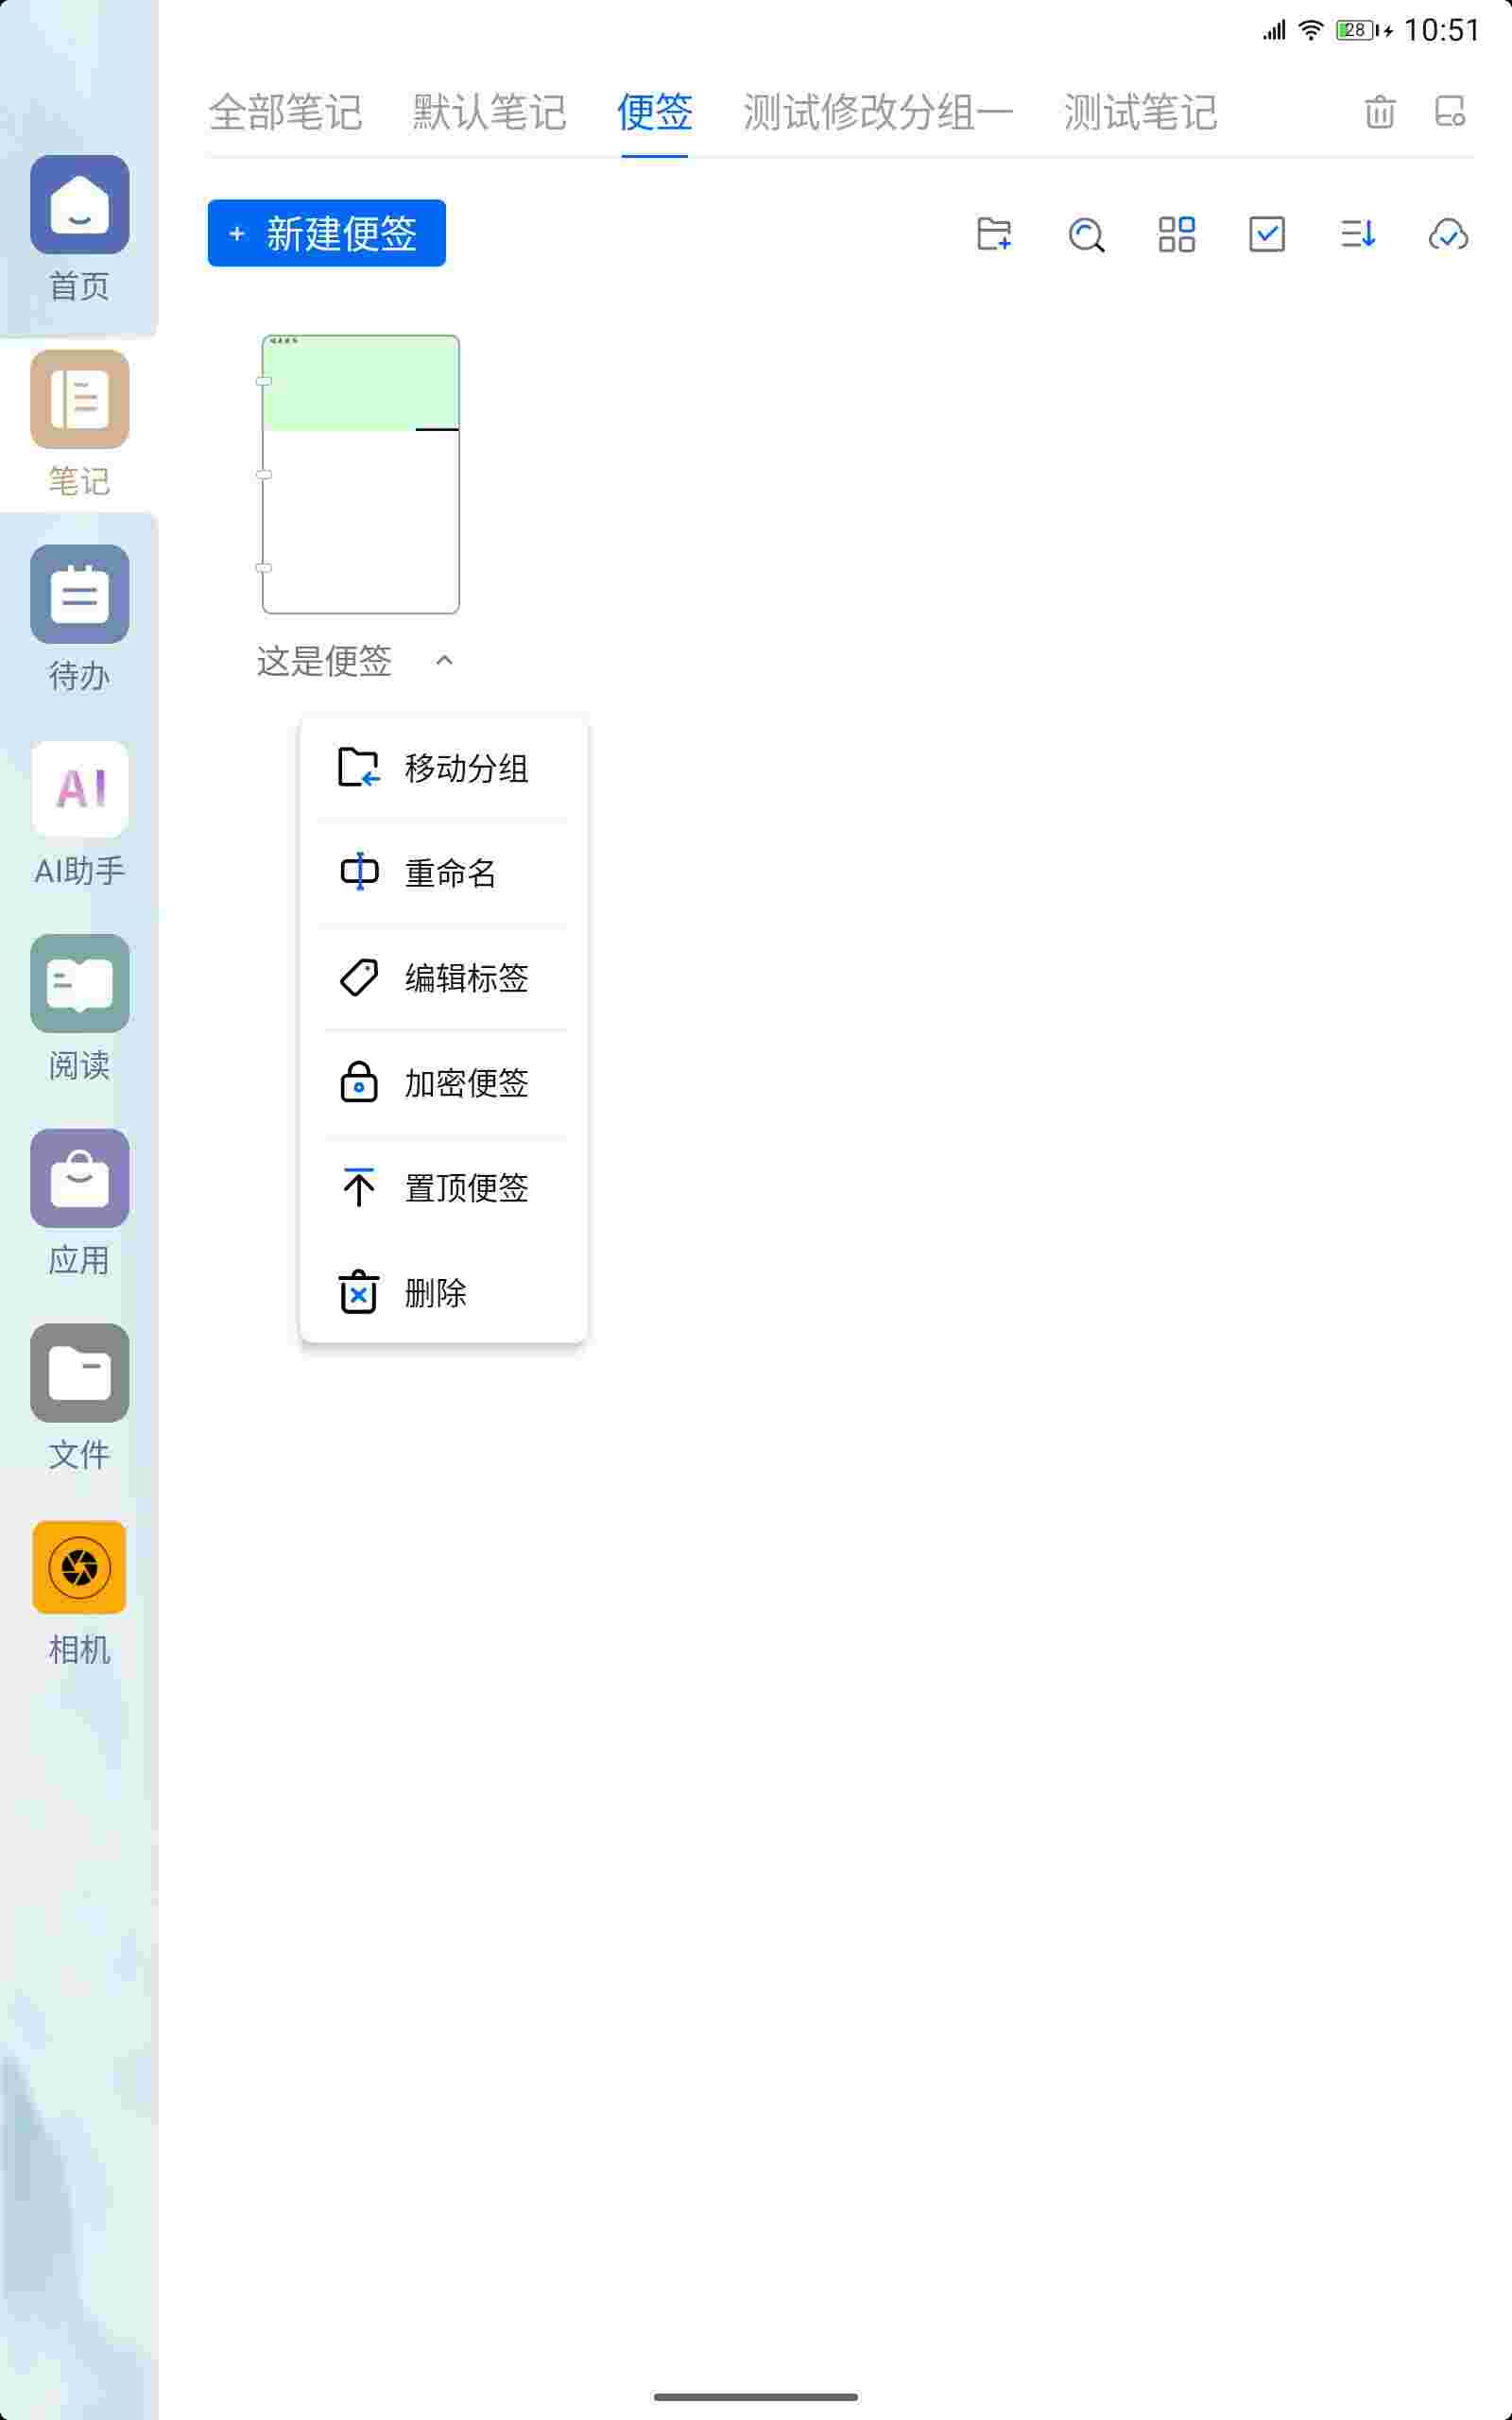 28 10:51
全部笔记 默认笔记 便签 测试修改分组一 测试笔记
+ 新建便签
首页
笔记
待办
AI
AI助手
阅读
应用
文件
相机
这是便签
移动分组
重命名
编辑标签
加密便签
置顶便签
删除